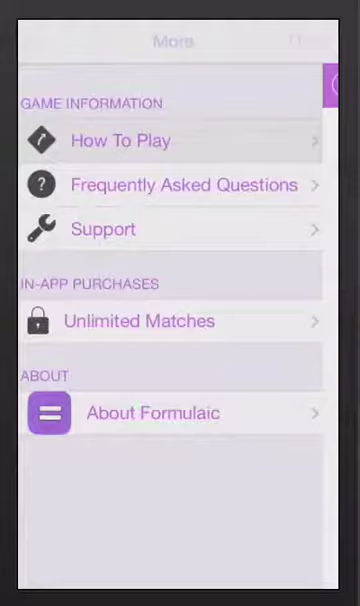 More
GAME INFORMATION
How To Play
Frequently Asked Questions
Support
IN-APP PURCHASES
Unlimited Matches
ABOUT
About Formulaic